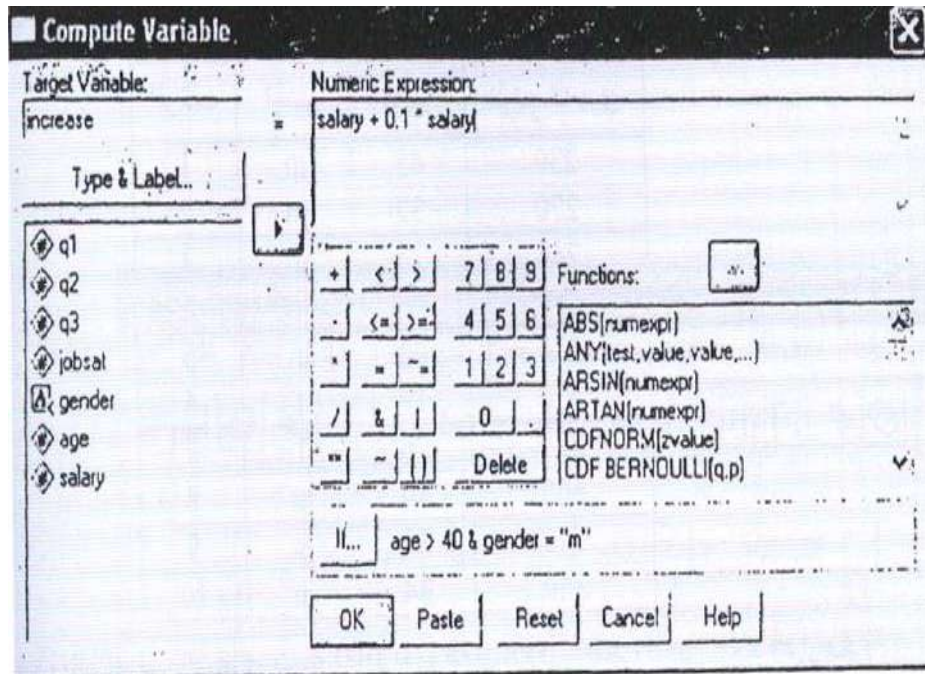 Compute Variable
Target Variable:
Numeric Expression:
increase
=
salary + 0.1 * salary
Type & Label...
q1
q2
q3
jobsat
gender
age
salary
+ < > 7 8 9
<= >= 4 5 6
* = ~= 1 2 3
/ & | 0 .
** ~ () Delete
Functions:
ABS(numexpr)
ANY(test,value,value,...)
ARSIN(numexpr)
ARTAN(numexpr)
CDFNORM(zvalue)
CDF BERNOULLI(q,p)
If... age > 40 & gender = "m"
OK Paste Reset Cancel Help